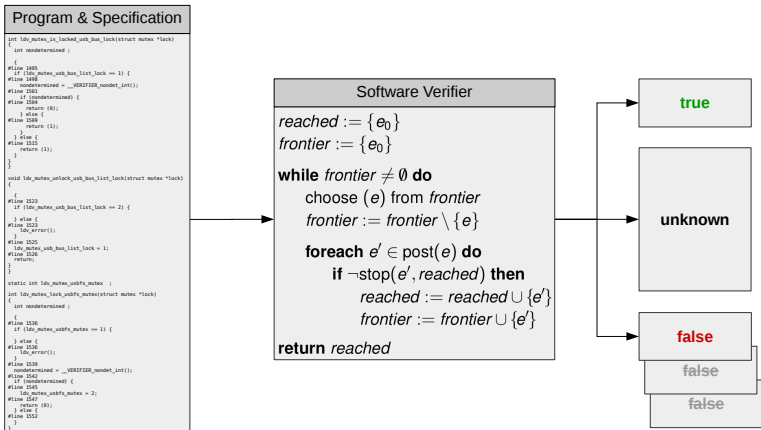 Program & Specification
int ldv_mutex_is_locked_usb_bus_lock(struct mutex *lock)
{
int nondetermined ;
{
#line 1495
if (ldv_mutex_usb_bus_list_lock == 1) {
#line 1498
nondetermined = __VERIFIER_nondet_int();
#line 1501
if (nondetermined) {
#line 1504
return (0);
} else {
#line 1509
return (1);
}
} else {
#line 1515
return (1);
}
}
}
void ldv_mutex_unlock_usb_bus_list_lock(struct mutex *lock)
{
{
#line 1523
if (ldv_mutex_usb_bus_list_lock == 2) {
} else {
#line 1523
ldv_error();
}
#line 1525
ldv_mutex_usb_bus_list_lock = 1;
#line 1526
return;
}
}
static int ldv_mutex_usbfs_mutex ;
int ldv_mutex_lock_usbfs_mutex(struct mutex *lock)
{
int nondetermined ;
{
#line 1536
if (ldv_mutex_usbfs_mutex == 1) {
} else {
#line 1536
ldv_error();
}
#line 1539
nondetermined = __VERIFIER_nondet_int();
#line 1542
if (nondetermined) {
#line 1545
ldv_mutex_usbfs_mutex = 2;
#line 1547
return (0);
} else {
#line 1552
}
}
Software Verifier
reached := {e₀}
frontier := {e₀}
while frontier ≠ ∅ do
choose (e) from frontier
frontier := frontier \ {e}
foreach e′ ∈ post(e) do
if ¬stop(e′, reached) then
reached := reached ∪ {e′}
frontier := frontier ∪ {e′}
return reached
true
unknown
false
false
false